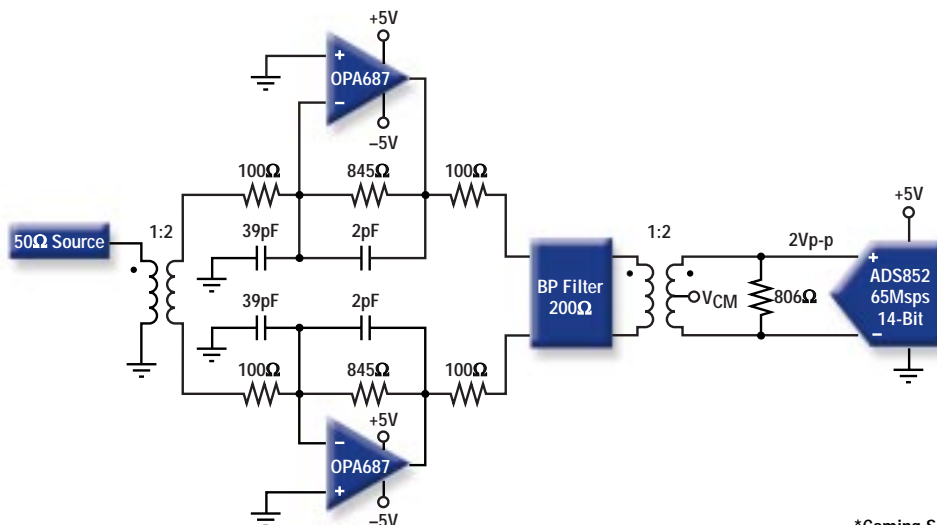 +5V
+
OPA687
−
−5V
100Ω
845Ω
100Ω
+5V
50Ω Source
1:2
39pF
2pF
1:2
2Vp-p
+
BP Filter
200Ω
VCM
806Ω
ADS852
65Msps
14-Bit
−
39pF
2pF
100Ω
845Ω
100Ω
+5V
−
OPA687
+
−5V